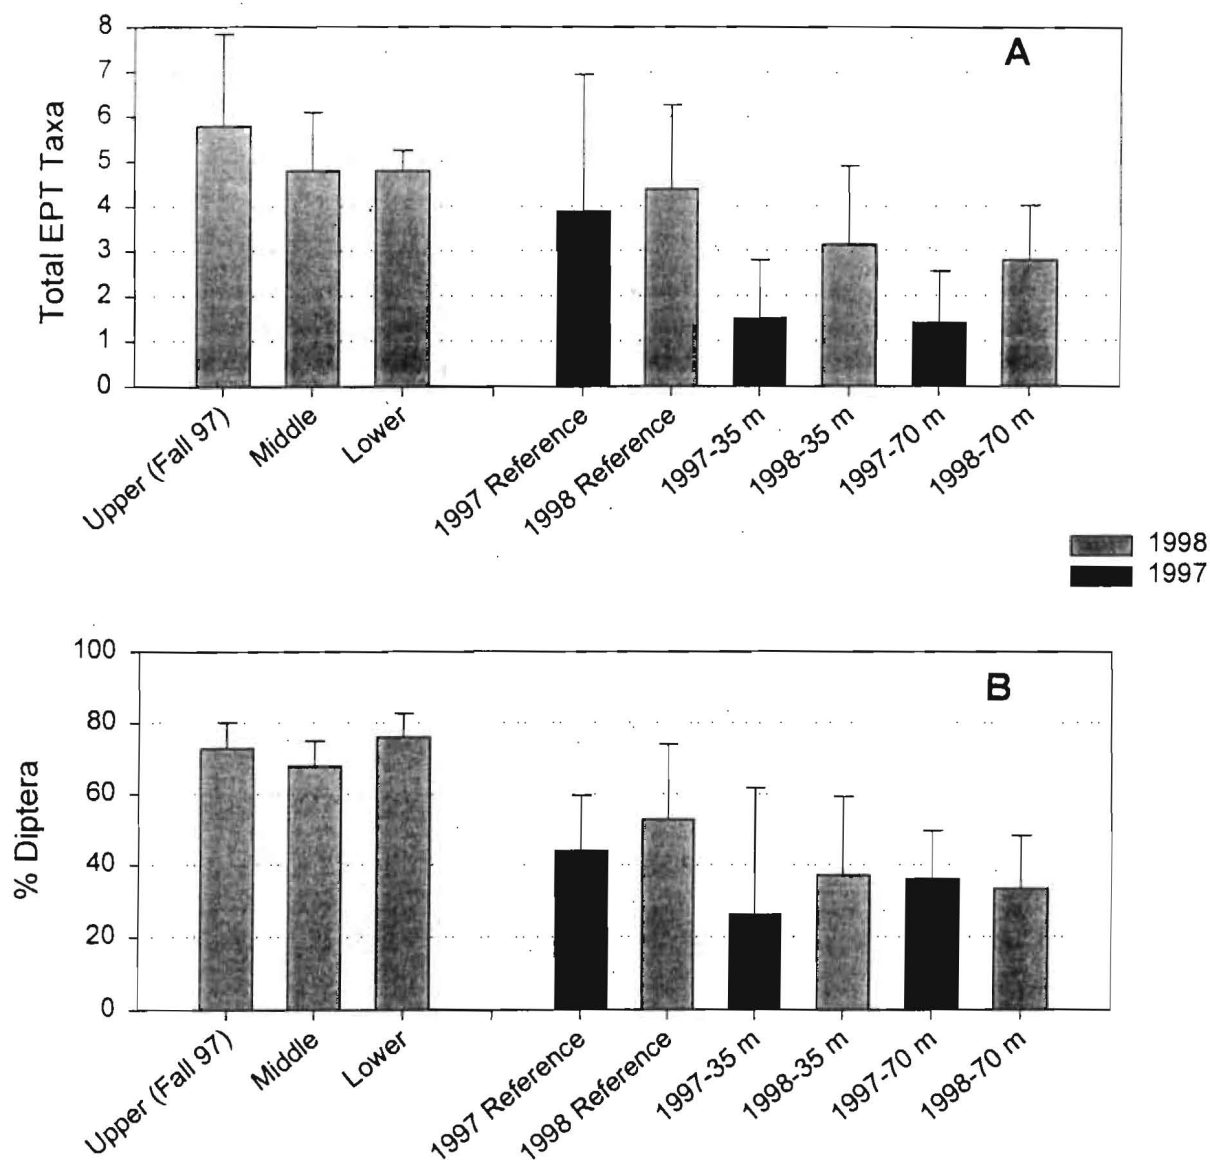 A
Total EPT Taxa
8
7
6
5
4
3
2
1
0
Upper (Fall 97)
Middle
Lower
1997 Reference
1998 Reference
1997-35 m
1998-35 m
1997-70 m
1998-70 m
1998
1997
B
% Diptera
100
80
60
40
20
0
Upper (Fall 97)
Middle
Lower
1997 Reference
1998 Reference
1997-35 m
1998-35 m
1997-70 m
1998-70 m